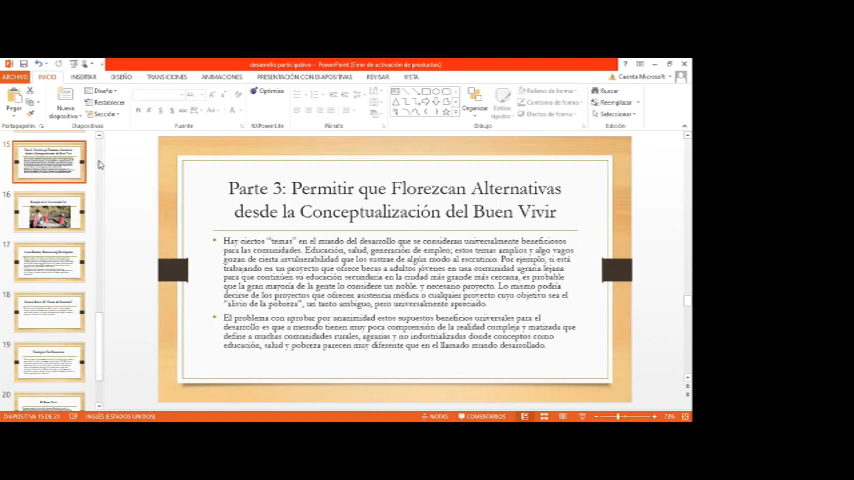 desarrollo participativo - PowerPoint (Error de activación de productos)
ARCHIVO INICIO INSERTAR DISEÑO TRANSICIONES ANIMACIONES PRESENTACIÓN CON DIAPOSITIVAS REVISAR VISTA Cuenta Microsoft
Pegar
Nueva diapositiva
Diseño
Restablecer
Sección
Optimise
Organizar
Estilos rápidos
Relleno de forma
Contorno de forma
Efectos de forma
Buscar
Reemplazar
Seleccionar
Portapapeles Diapositivas Fuente NXPowerLite Párrafo Dibujo Edición
15
16
17
18
19
20
Parte 3: Permitir que Florezcan Alternativas
desde la Conceptualización del Buen Vivir
• Hay ciertos “temas” en el mundo del desarrollo que se consideran universalmente beneficiosos
para las comunidades. Educación, salud, generación de empleo; estos temas amplios y algo vagos
gozan de cierta invulnerabilidad que los sustrae de algún modo al escrutinio. Por ejemplo, si está
trabajando en un proyecto que ofrece becas a adultos jóvenes en una comunidad agraria lejana
para que continúen su educación secundaria en la ciudad más grande más cercana, es probable
que la gran mayoría de la gente lo considere un noble. y necesario proyecto. Lo mismo podría
decirse de los proyectos que ofrecen asistencia médica o cualquier proyecto cuyo objetivo sea el
“alivio de la pobreza”, un tanto ambiguo, pero universalmente apreciado.
• El problema con aprobar por unanimidad estos supuestos beneficios universales para el
desarrollo es que a menudo tienen muy poca comprensión de la realidad compleja y matizada que
define a muchas comunidades rurales, agrarias y no industrializadas donde conceptos como
educación, salud y pobreza parecen muy diferente que en el llamado mundo desarrollado.
DIAPOSITIVA 15 DE 21 INGLÉS (ESTADOS UNIDOS) NOTAS COMENTARIOS 73%